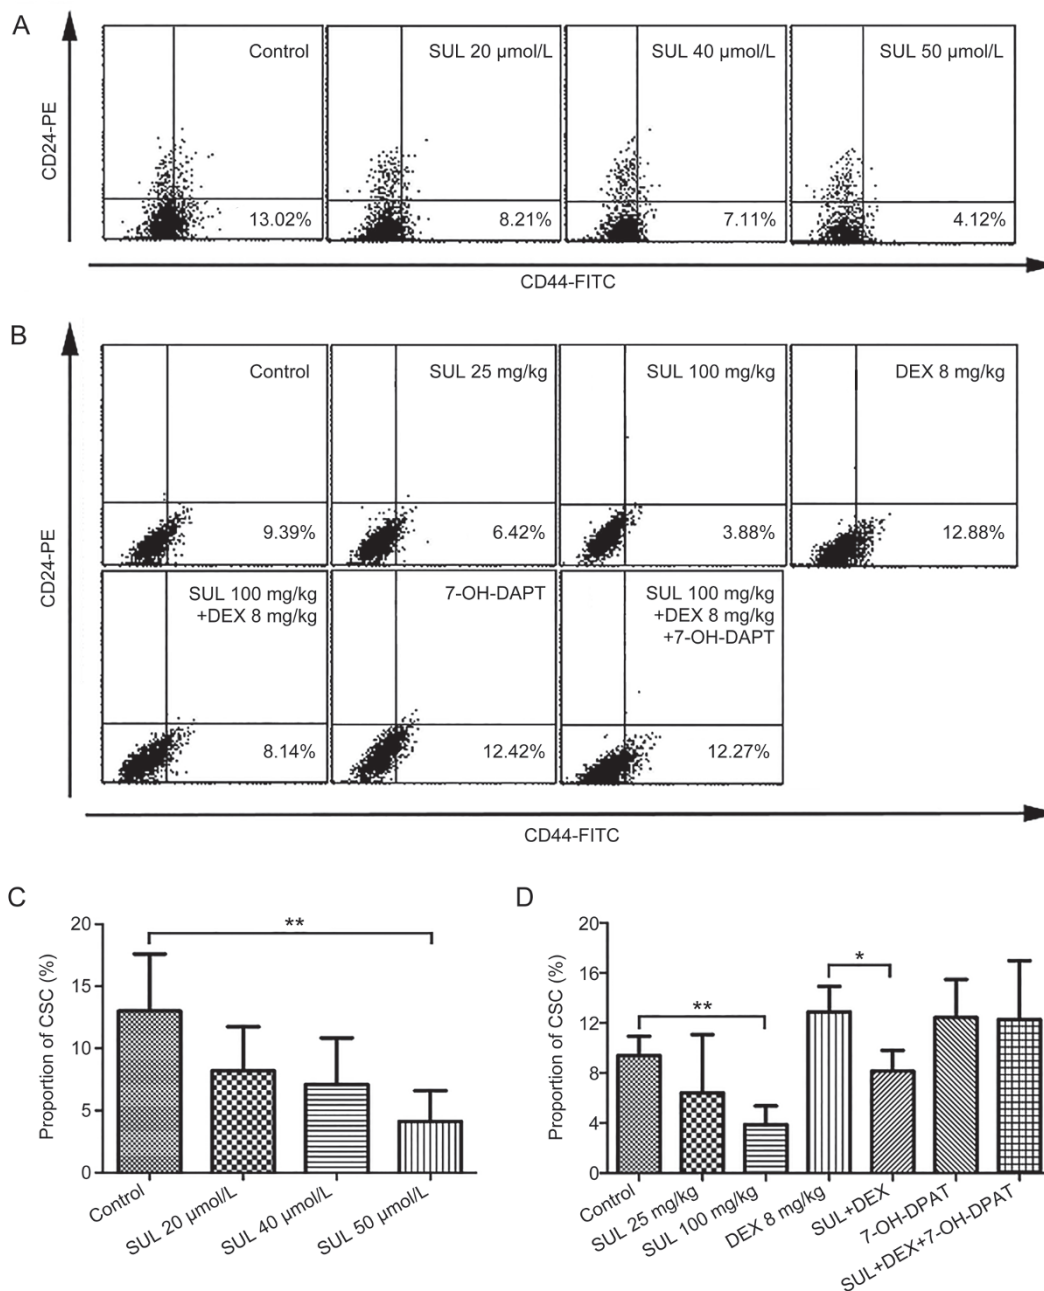 A
CD24-PE
Control
SUL 20 µmol/L
SUL 40 µmol/L
SUL 50 µmol/L
13.02%
8.21%
7.11%
4.12%
CD44-FITC
B
CD24-PE
Control
SUL 25 mg/kg
SUL 100 mg/kg
DEX 8 mg/kg
9.39%
6.42%
3.88%
12.88%
SUL 100 mg/kg
+DEX 8 mg/kg
7-OH-DAPT
SUL 100 mg/kg
+DEX 8 mg/kg
+7-OH-DAPT
8.14%
12.42%
12.27%
CD44-FITC
C
Proportion of CSC (%)
20
15
10
5
0
**
Control
SUL 20 µmol/L
SUL 40 µmol/L
SUL 50 µmol/L
D
Proportion of CSC (%)
20
16
12
8
4
0
**
*
Control
SUL 25 mg/kg
SUL 100 mg/kg
DEX 8 mg/kg
SUL+DEX
7-OH-DPAT
SUL+DEX+7-OH-DPAT